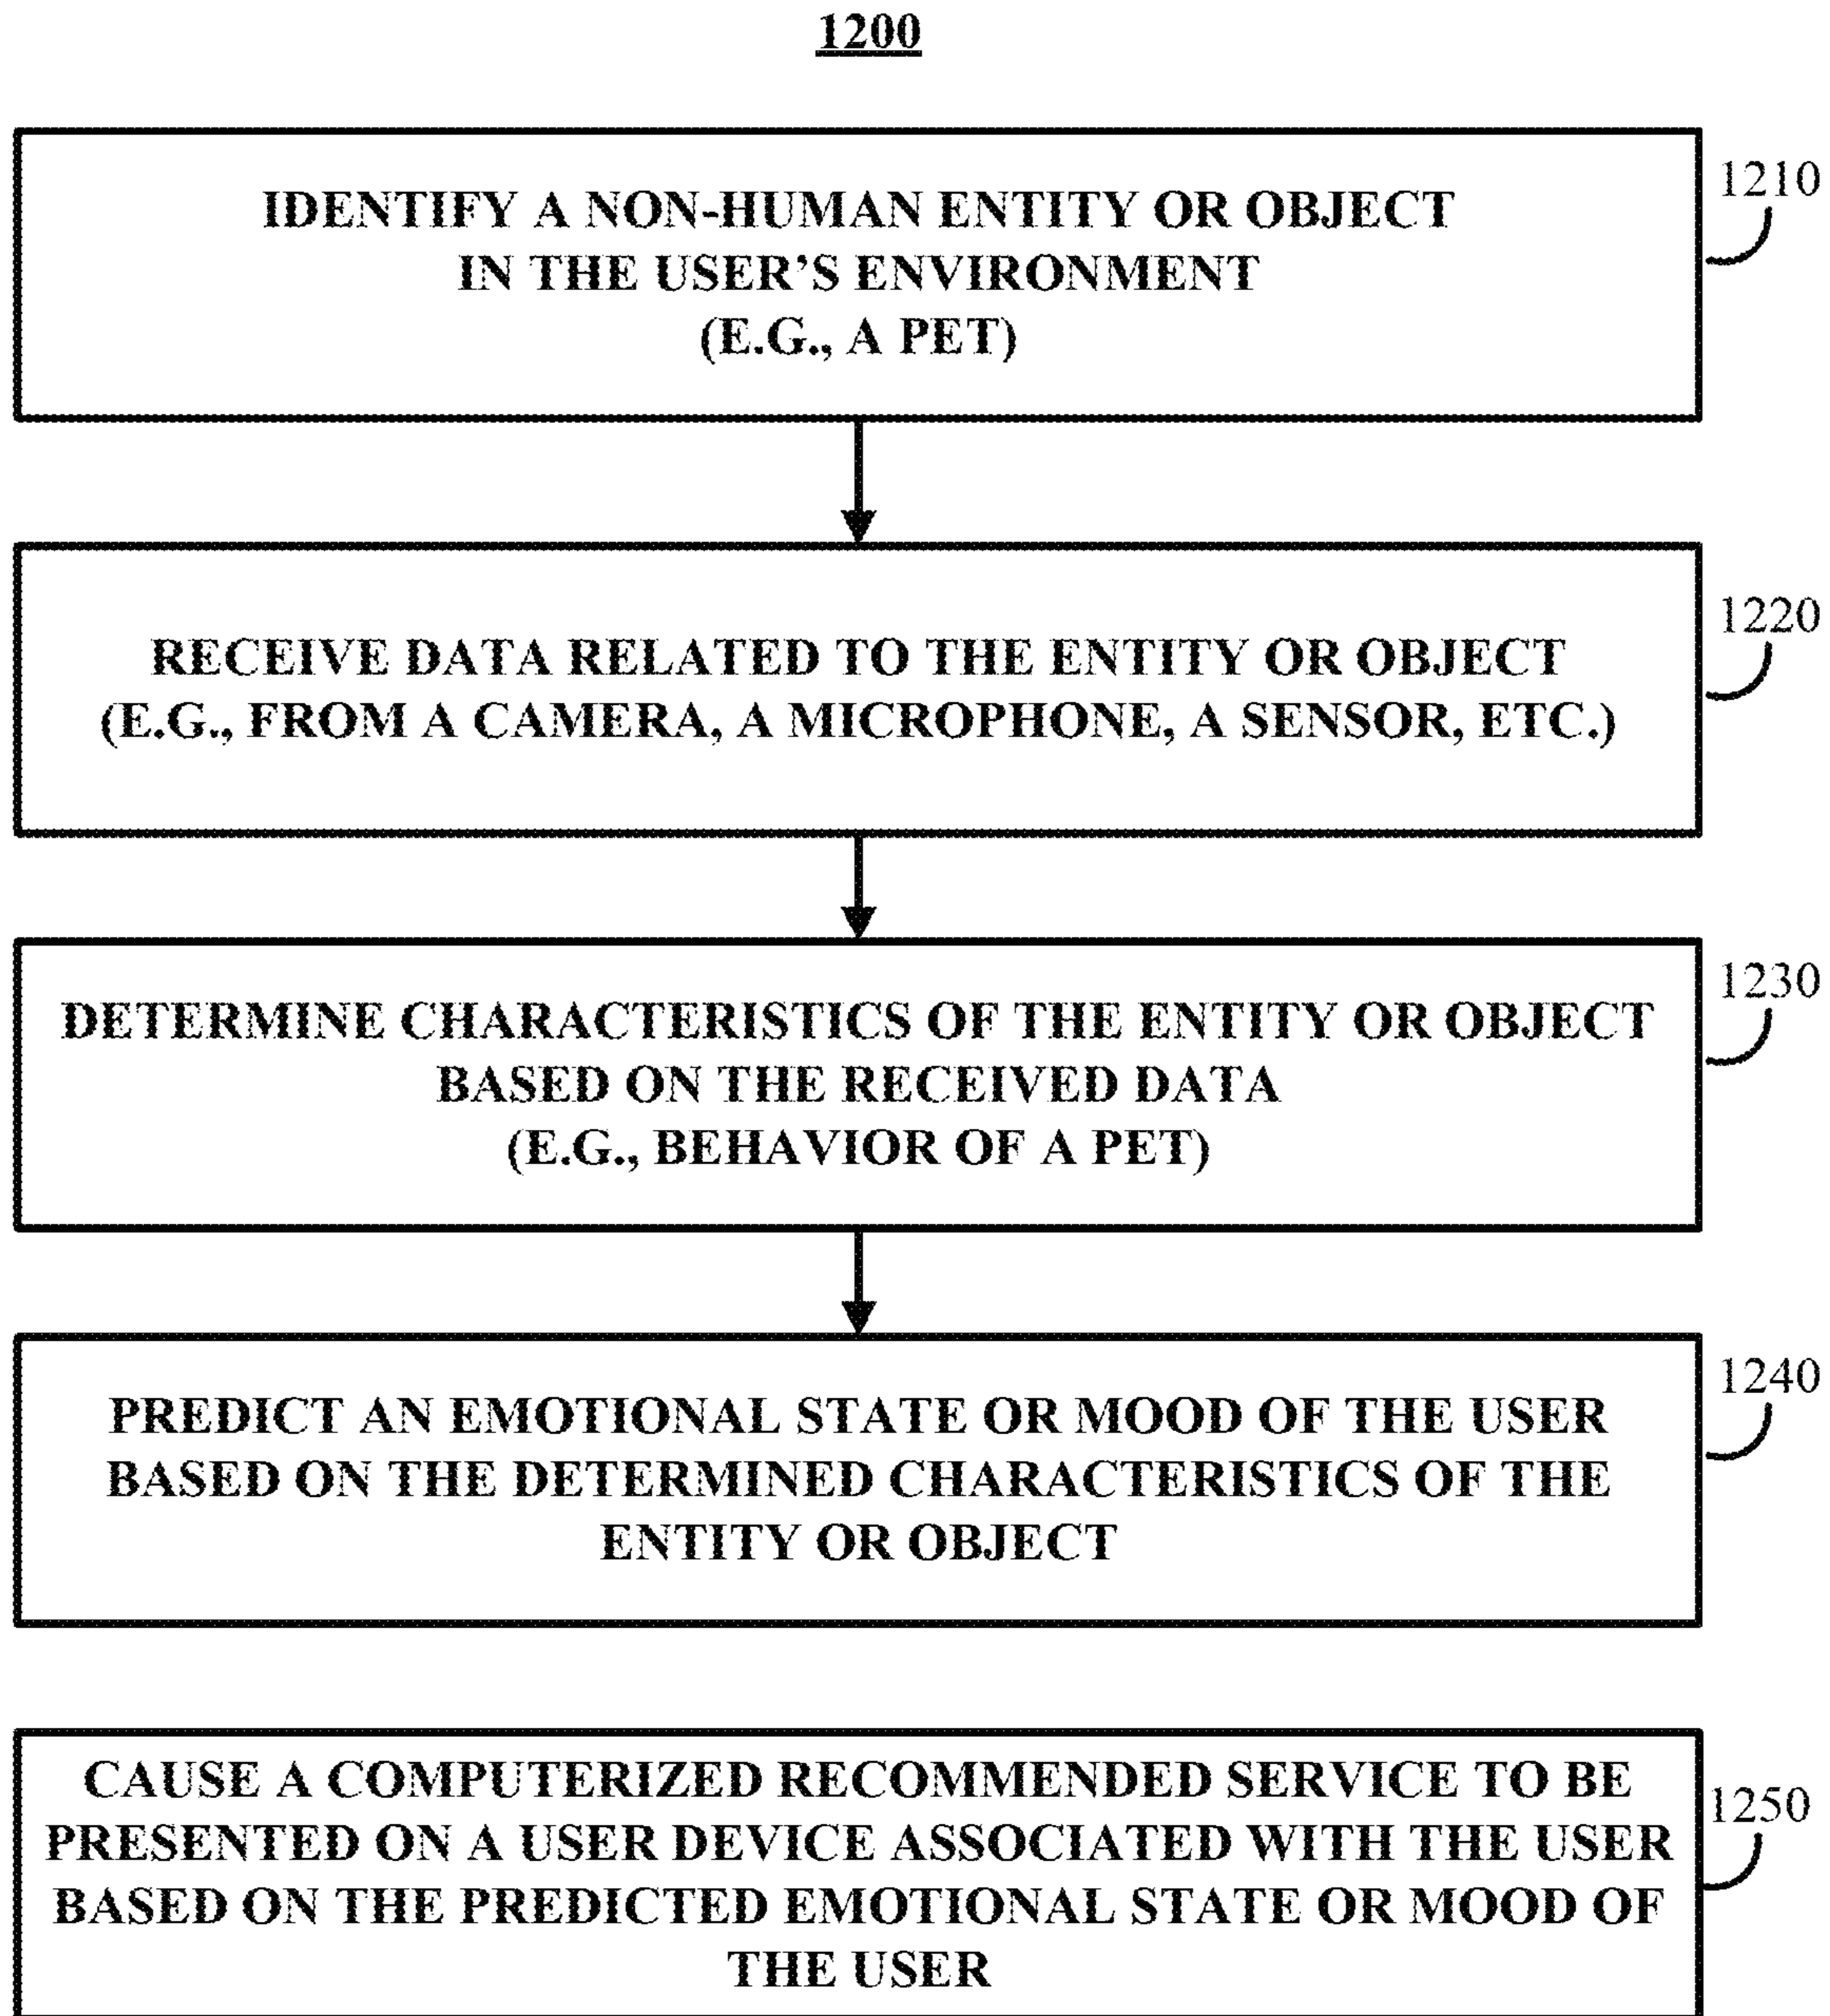 1200
IDENTIFY A NON-HUMAN ENTITY OR OBJECT
IN THE USER’S ENVIRONMENT
(E.G., A PET)
1210
RECEIVE DATA RELATED TO THE ENTITY OR OBJECT
(E.G., FROM A CAMERA, A MICROPHONE, A SENSOR, ETC.)
1220
DETERMINE CHARACTERISTICS OF THE ENTITY OR OBJECT
BASED ON THE RECEIVED DATA
(E.G., BEHAVIOR OF A PET)
1230
PREDICT AN EMOTIONAL STATE OR MOOD OF THE USER
BASED ON THE DETERMINED CHARACTERISTICS OF THE
ENTITY OR OBJECT
1240
CAUSE A COMPUTERIZED RECOMMENDED SERVICE TO BE
PRESENTED ON A USER DEVICE ASSOCIATED WITH THE USER
BASED ON THE PREDICTED EMOTIONAL STATE OR MOOD OF
THE USER
1250